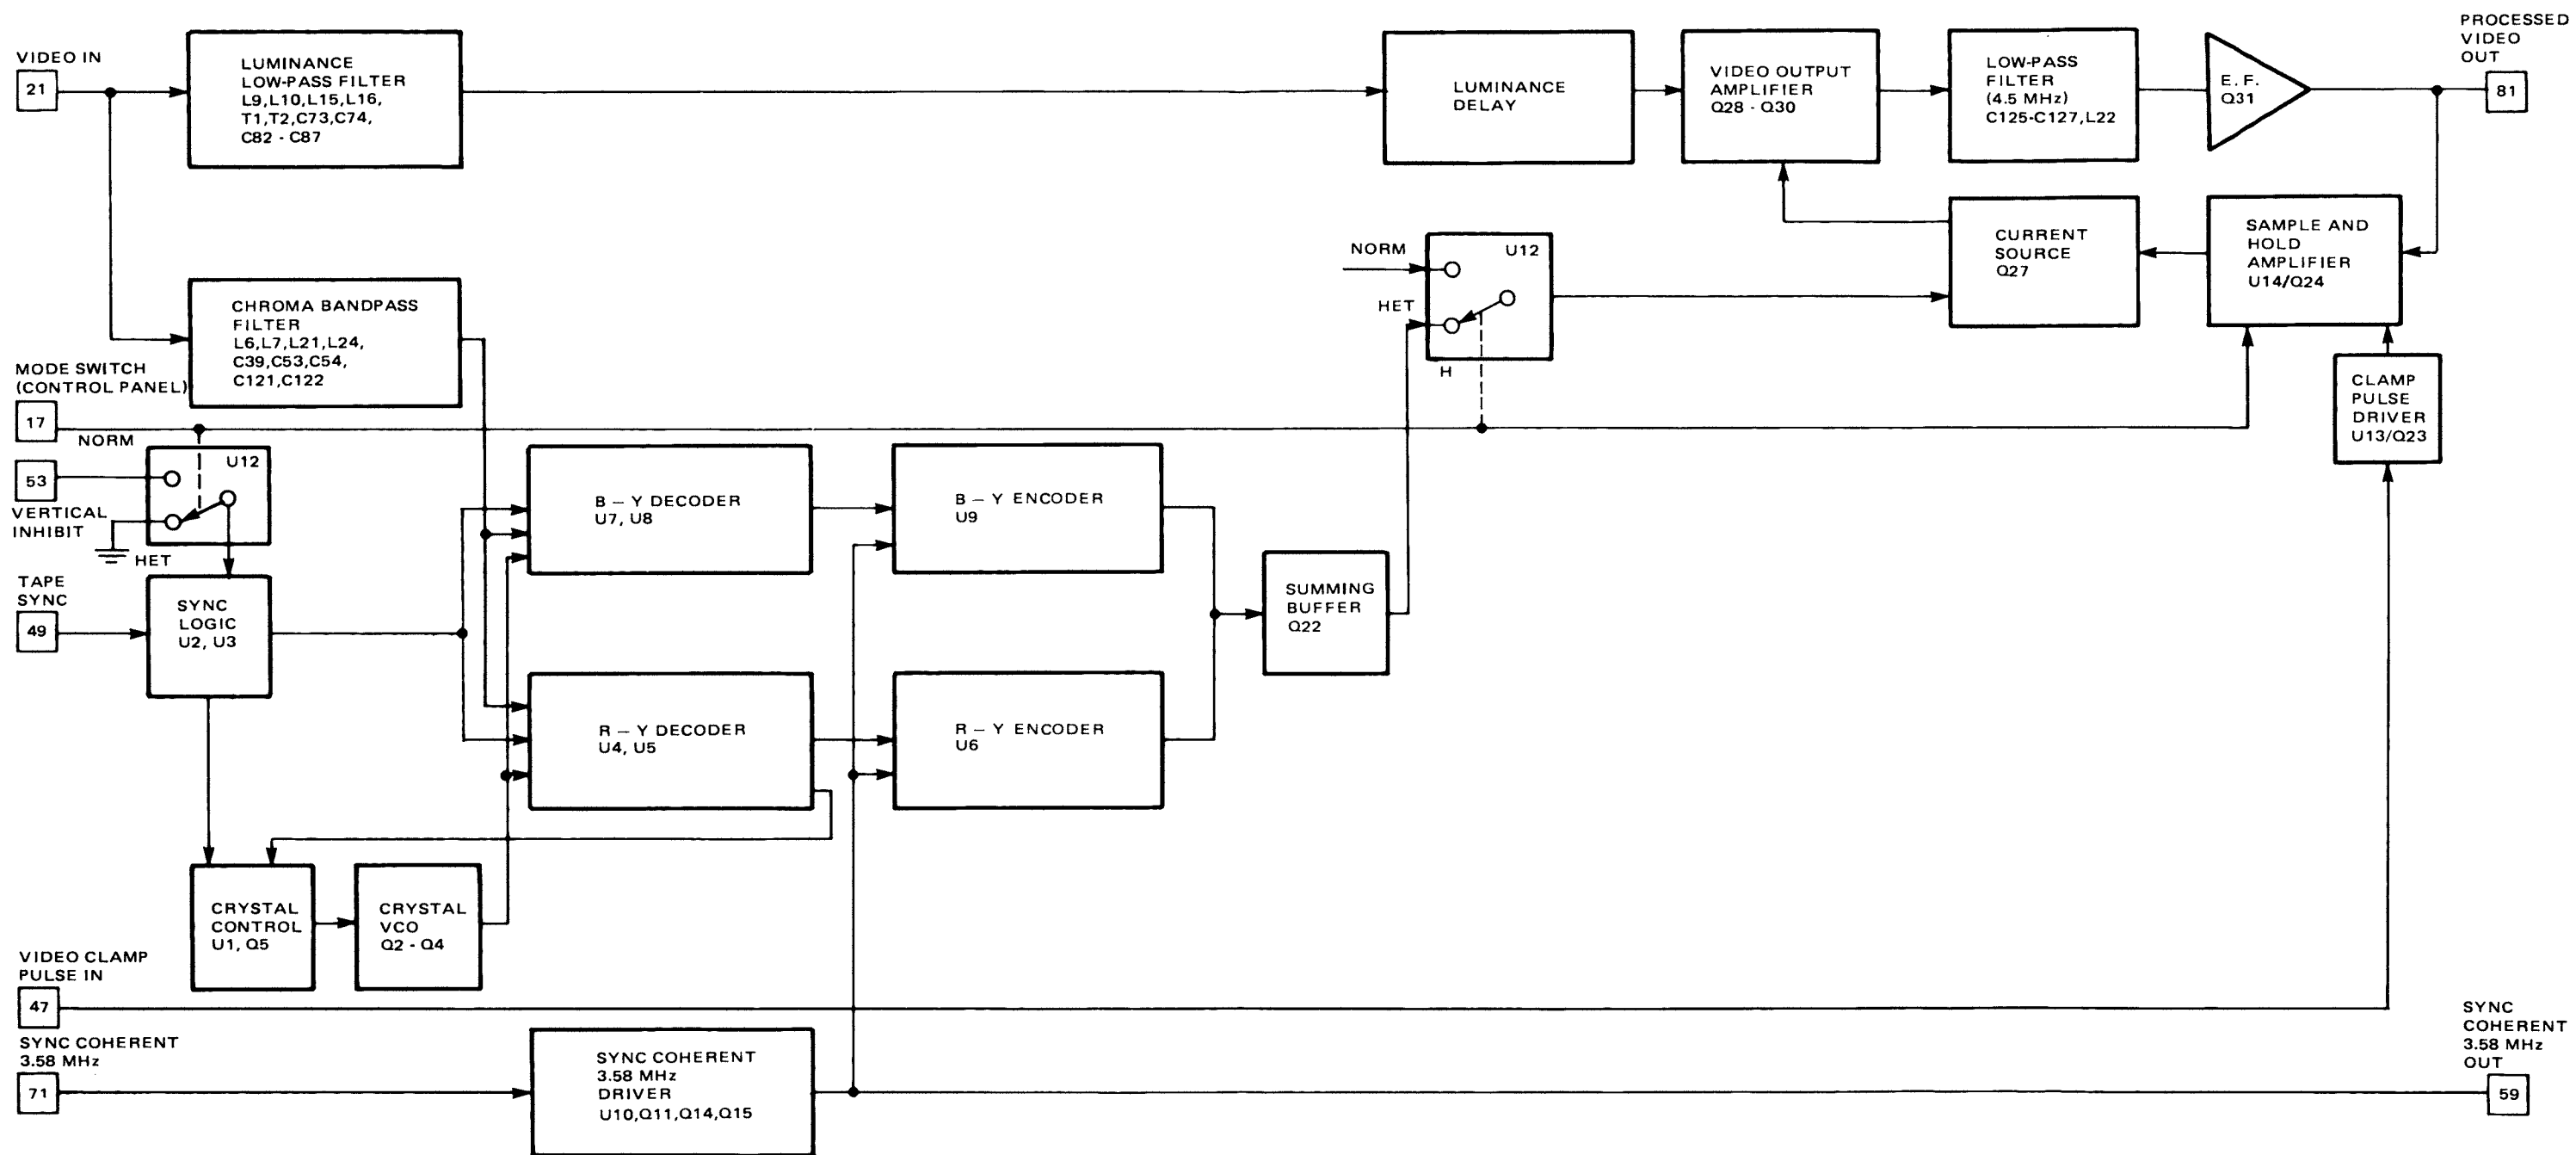 VIDEO IN
21
LUMINANCE
LOW-PASS FILTER
L9,L10,L15,L16,
T1,T2,C73,C74,
C82 - C87
LUMINANCE
DELAY
VIDEO OUTPUT
AMPLIFIER
Q28 - Q30
LOW-PASS
FILTER
(4.5 MHz)
C125-C127,L22
E.F.
Q31
PROCESSED
VIDEO
OUT
81
CHROMA BANDPASS
FILTER
L6,L7,L21,L24,
C39,C53,C54,
C121,C122
NORM
HET
U12
H
CURRENT
SOURCE
Q27
SAMPLE AND
HOLD
AMPLIFIER
U14/Q24
CLAMP
PULSE
DRIVER
U13/Q23
MODE SWITCH
(CONTROL PANEL)
17
NORM
U12
53
VERTICAL
INHIBIT
HET
TAPE
SYNC
49
SYNC
LOGIC
U2, U3
B – Y DECODER
U7, U8
B – Y ENCODER
U9
SUMMING
BUFFER
Q22
R – Y DECODER
U4, U5
R – Y ENCODER
U6
CRYSTAL
CONTROL
U1, Q5
CRYSTAL
VCO
Q2 - Q4
VIDEO CLAMP
PULSE IN
47
SYNC COHERENT
3.58 MHz
71
SYNC COHERENT
3.58 MHz
DRIVER
U10,Q11,Q14,Q15
SYNC
COHERENT
3.58 MHz
OUT
59